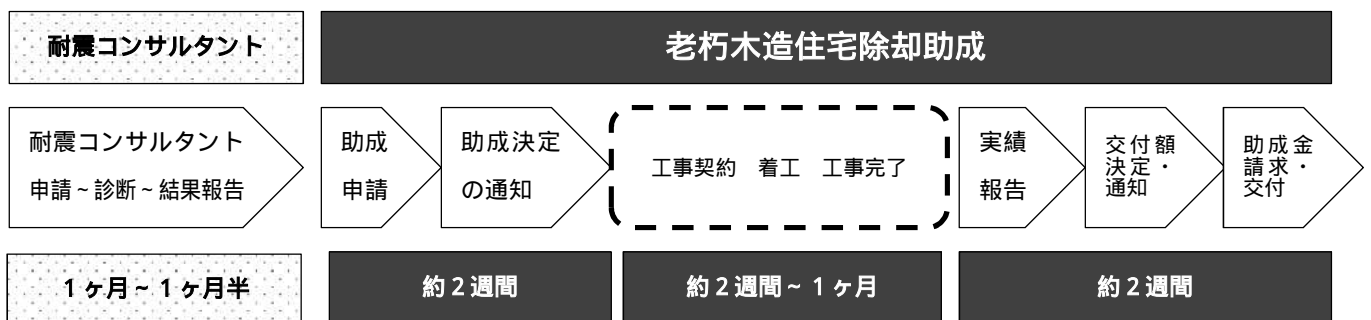 耐震コンサルタント
老朽木造住宅除却助成
耐震コンサルタント
申請~診断~結果報告
助成
申請
助成決定
の通知
工事契約 着工 工事完了
実績
報告
交付額
決定・
通知
助成金
請求・
交付
1ヶ月~1ヶ月半
約2週間
約2週間~1ヶ月
約2週間